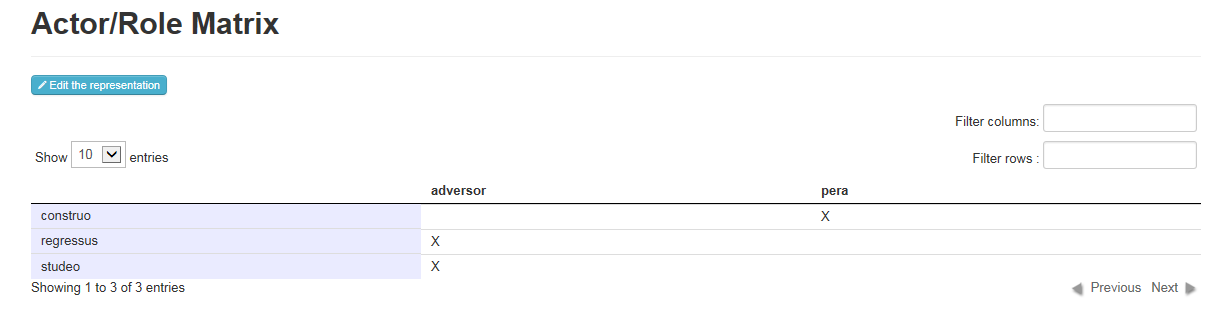 Actor/Role Matrix
Edit the representation
Filter columns:
Show 10 entries
Filter rows :
adversor pera
construo X
regressus X
studeo X
Showing 1 to 3 of 3 entries Previous Next